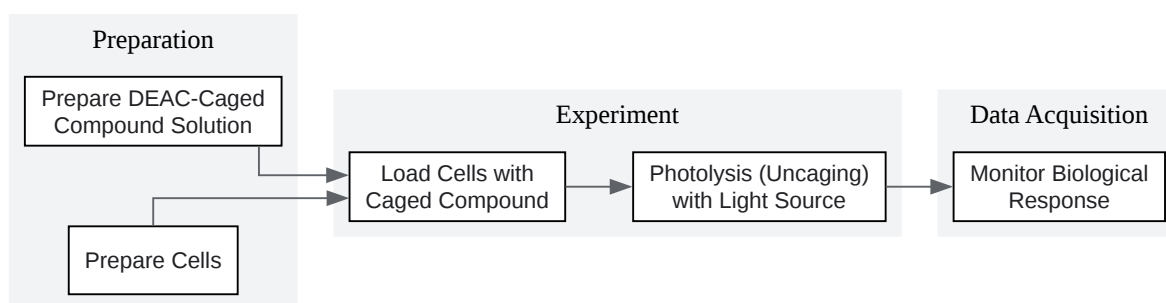 Preparation
Prepare DEAC-Caged
Compound Solution
Prepare Cells
Experiment
Load Cells with
Caged Compound
Photolysis (Uncaging)
with Light Source
Data Acquisition
Monitor Biological
Response